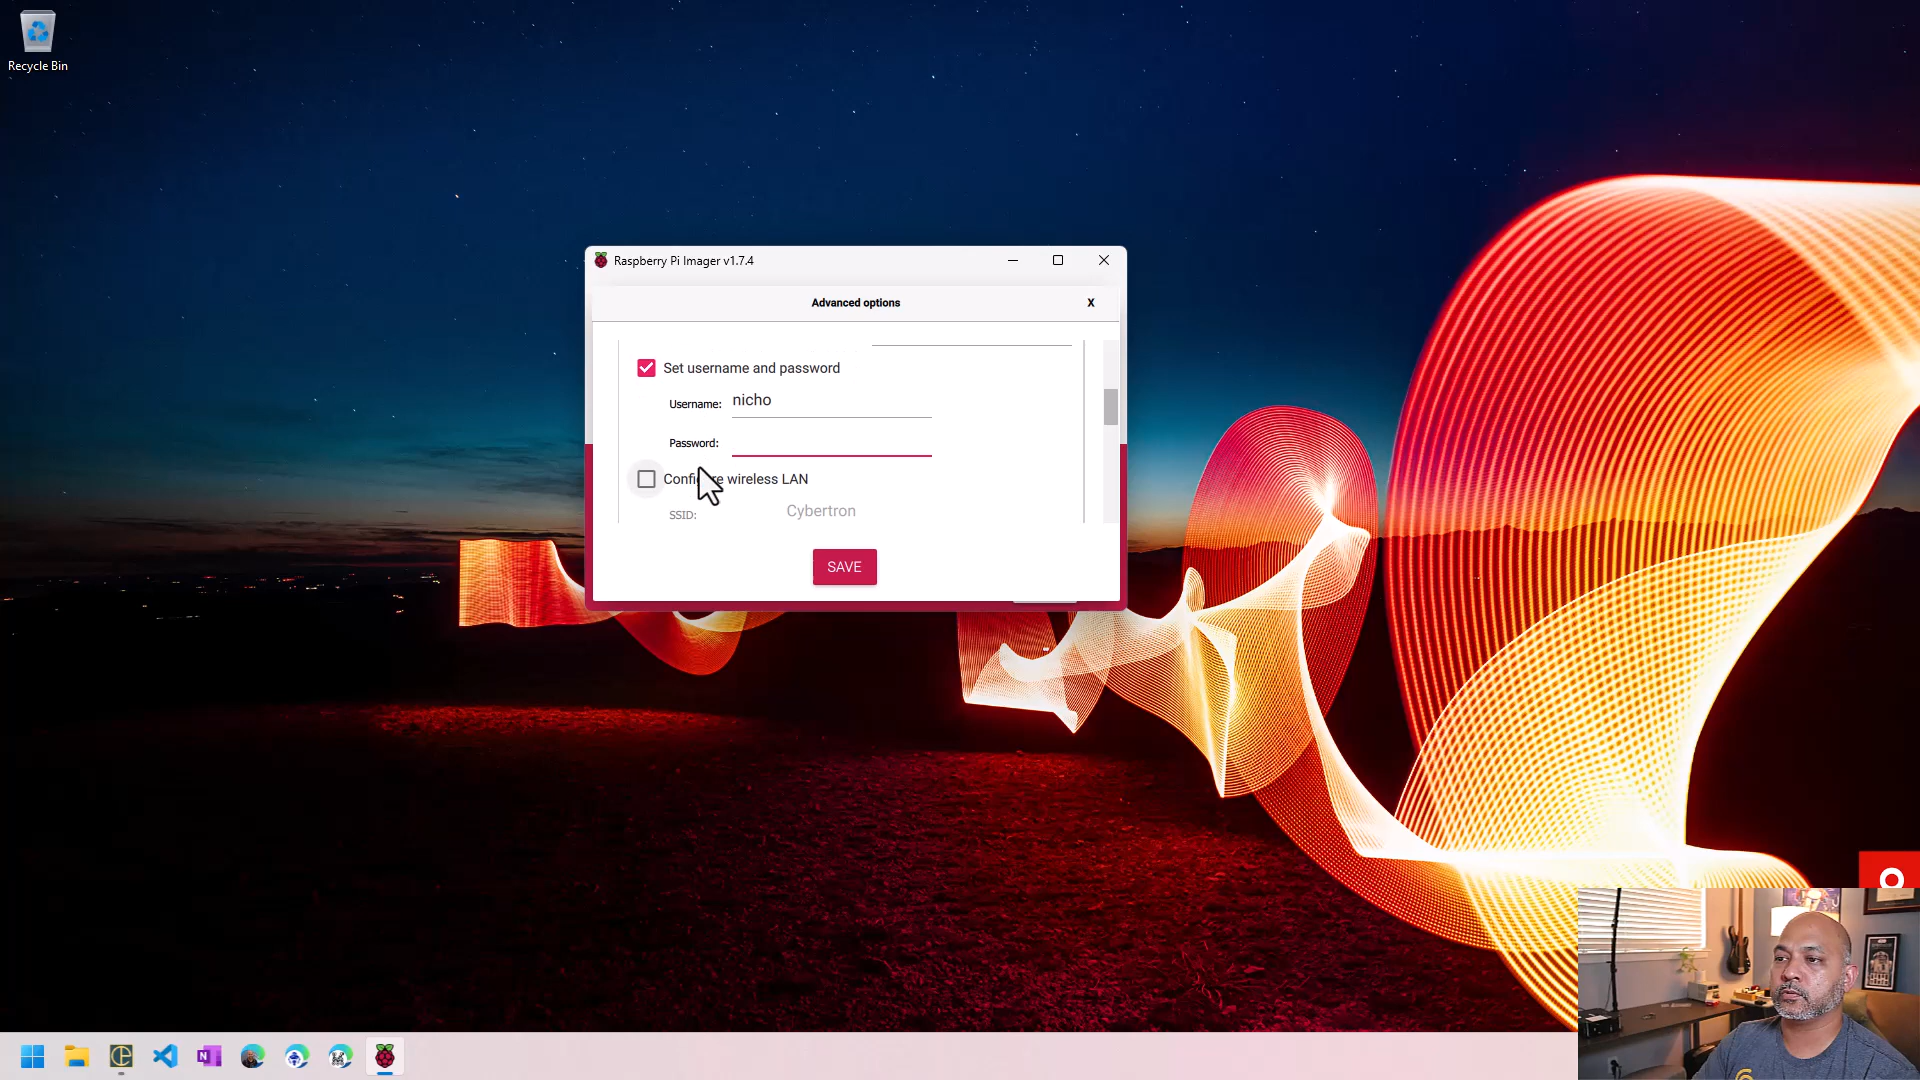 Recycle Bin
Raspberry Pi Imager v1.7.4
Advanced options
X
Set username and password
Username: nicho
Password:
wireless LAN
SSID: Cybertron
SAVE